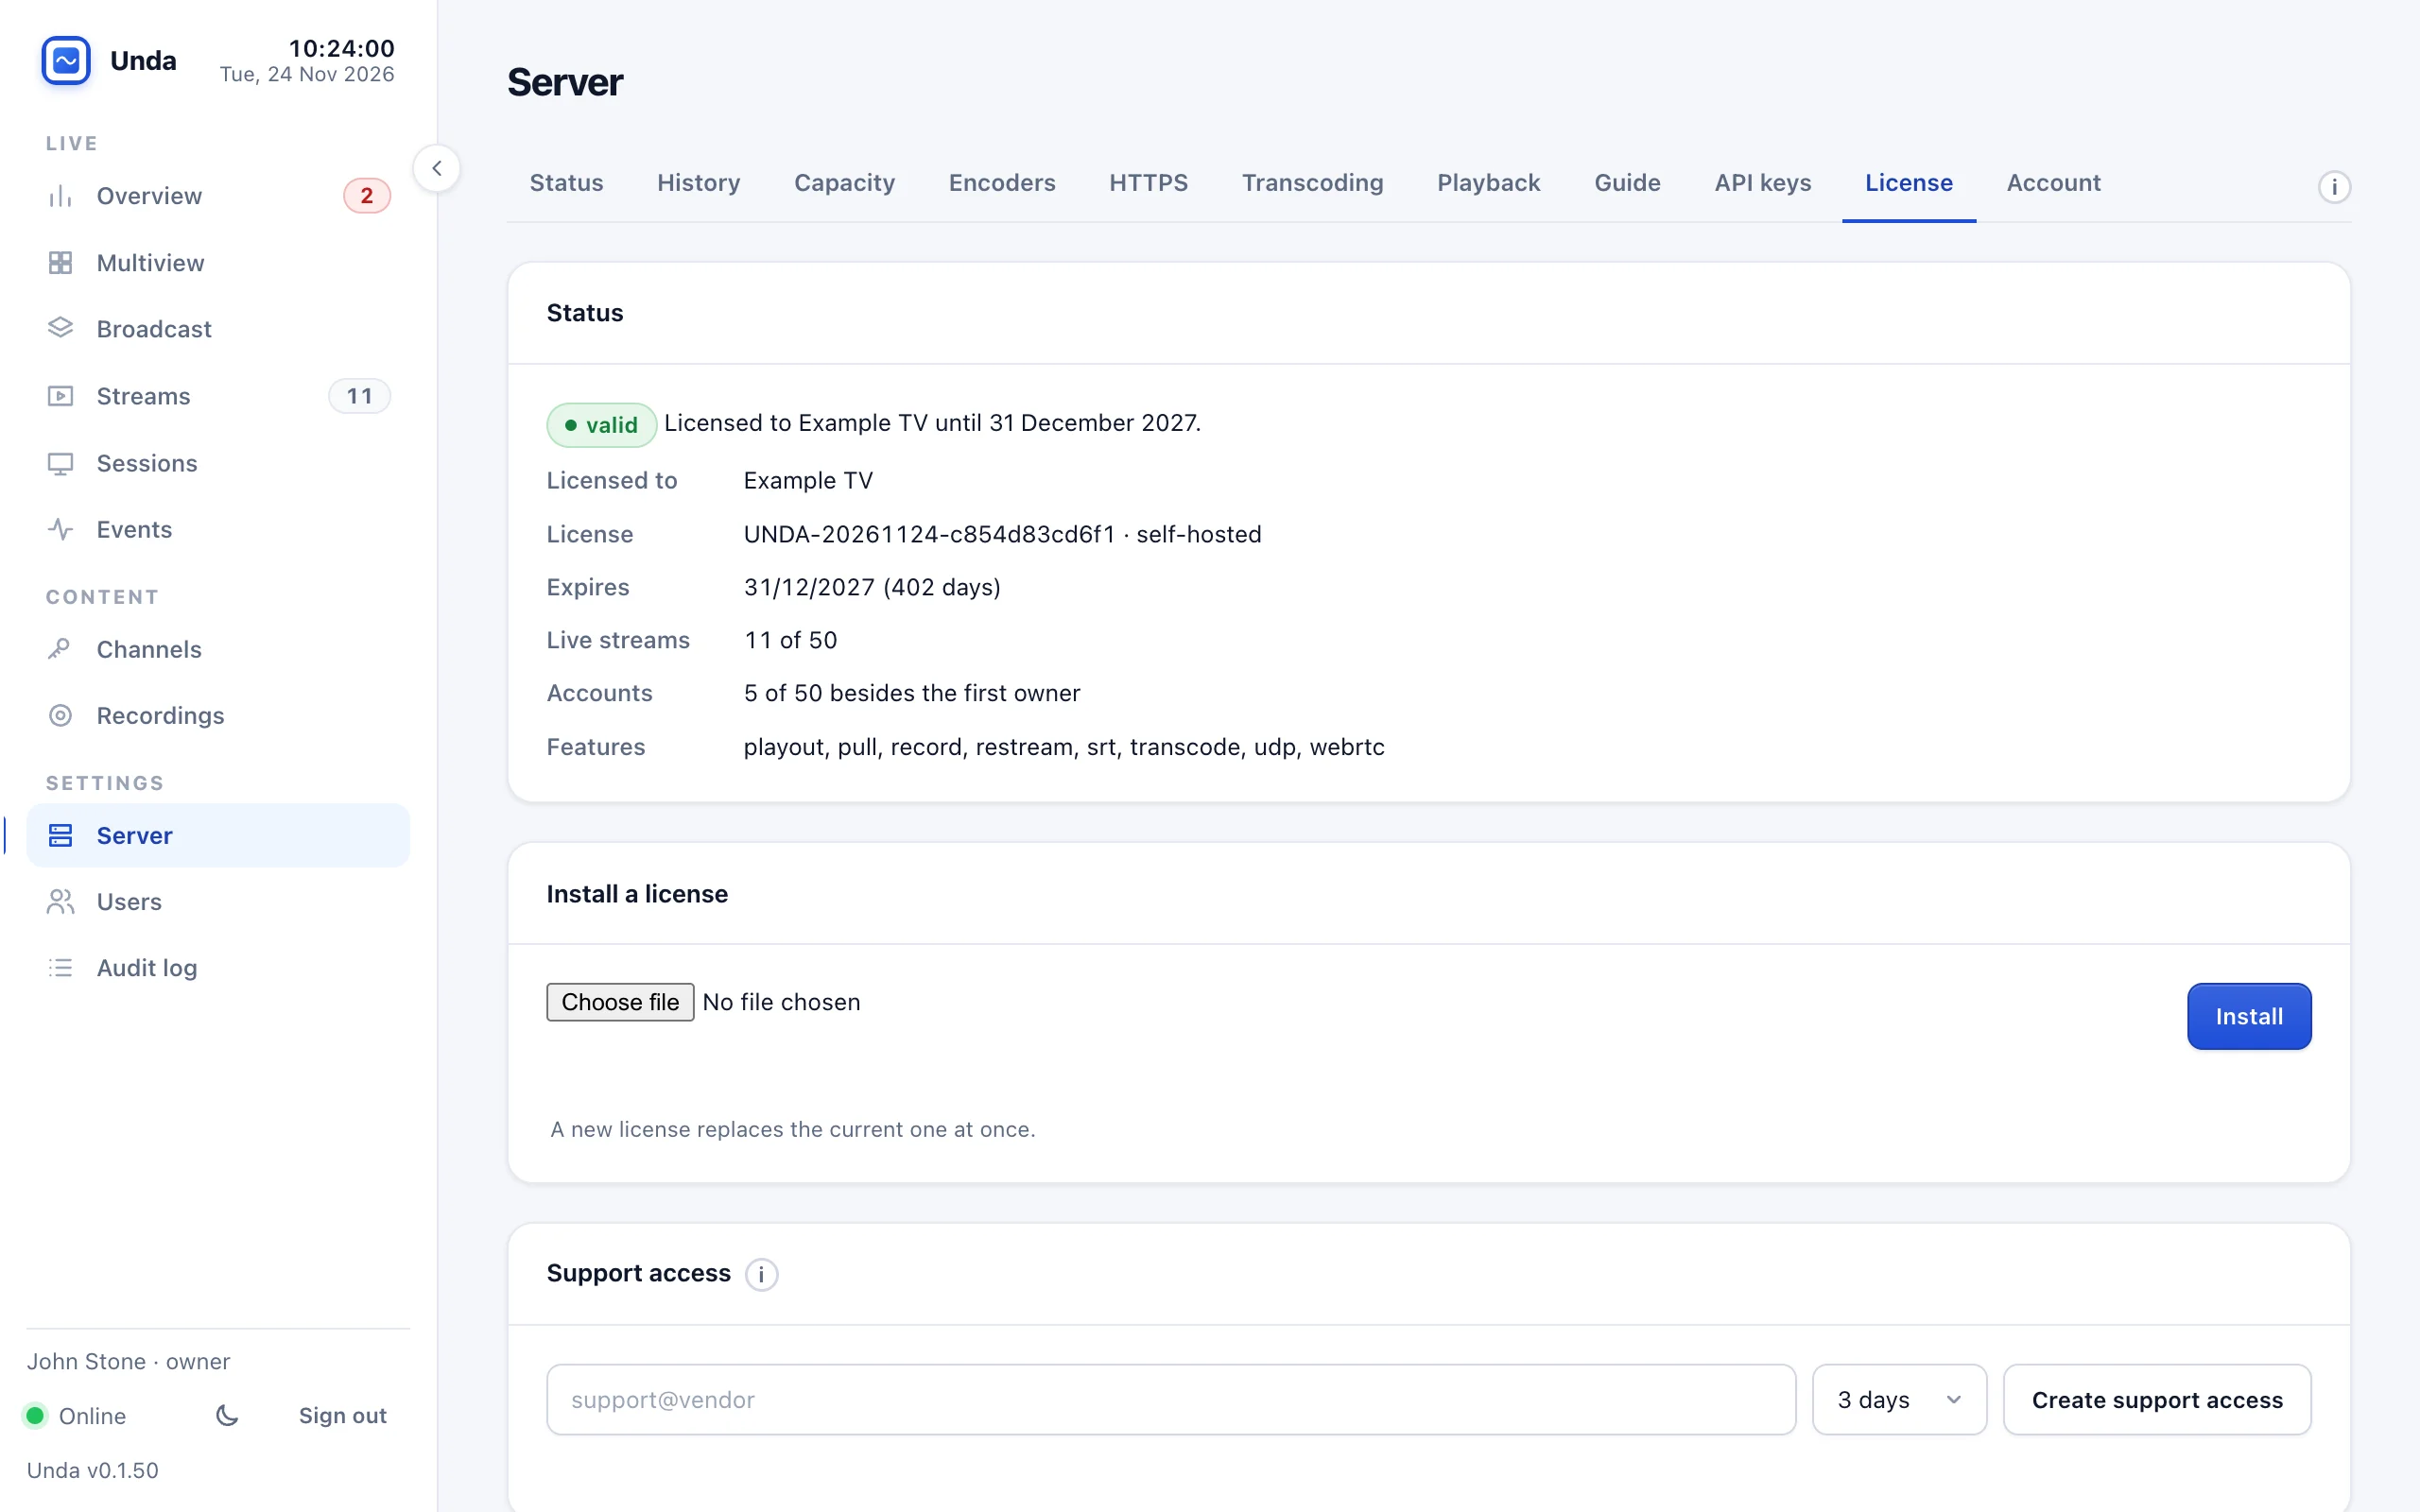 Unda
10:24:00
Tue, 24 Nov 2026
LIVE
Overview 2
Multiview
Broadcast
Streams 11
Sessions
Events
CONTENT
Channels
Recordings
SETTINGS
Server
Users
Audit log
John Stone · owner
Online Sign out
Unda v0.1.50
Server
Status History Capacity Encoders HTTPS Transcoding Playback Guide API keys License Account
Status
valid Licensed to Example TV until 31 December 2027.
Licensed to Example TV
License UNDA-20261124-c854d83cd6f1 · self-hosted
Expires 31/12/2027 (402 days)
Live streams 11 of 50
Accounts 5 of 50 besides the first owner
Features playout, pull, record, restream, srt, transcode, udp, webrtc
Install a license
Choose file No file chosen
Install
A new license replaces the current one at once.
Support access
support@vendor 3 days Create support access